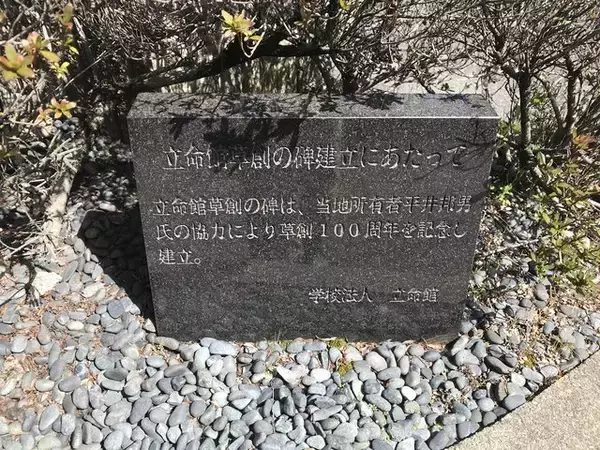 立命館草創の碑建立にあたって
立命館草創の碑は、当地所有者平井邦男
氏の協力により草創100周年を記念し
建立。
学校法人 立命館